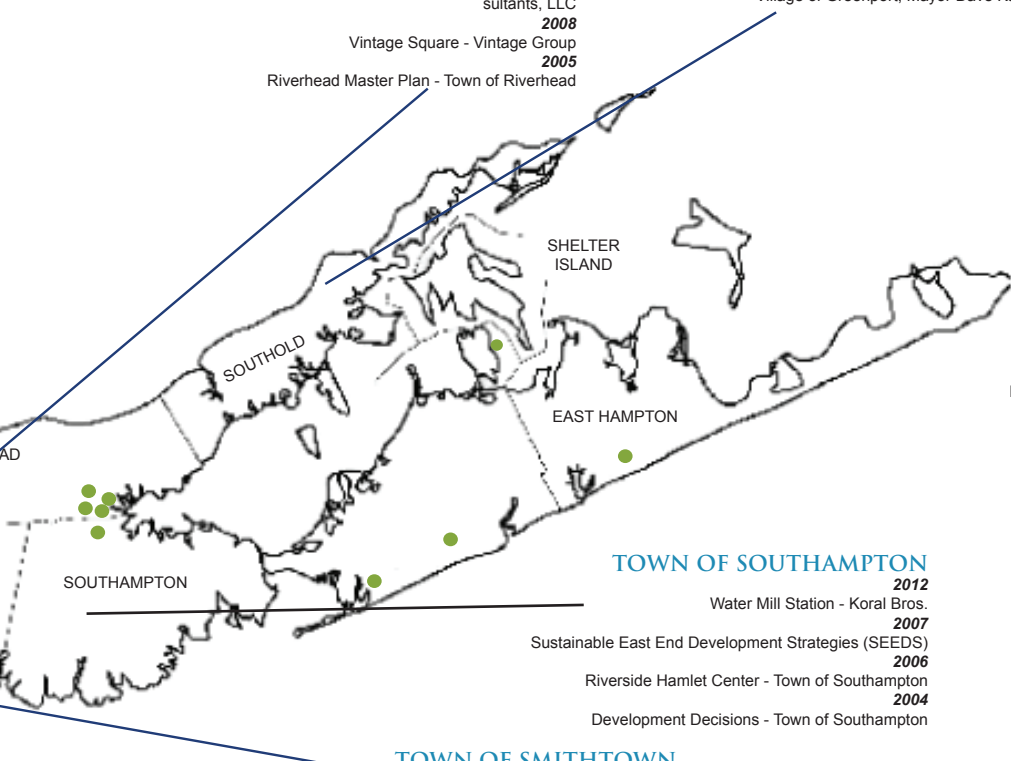 sultants, LLC
2008
Vintage Square - Vintage Group
2005
Riverhead Master Plan - Town of Riverhead
SHELTER
ISLAND
SOUTHOLD
EAST HAMPTON
AD
SOUTHAMPTON
TOWN OF SOUTHAMPTON
2012
Water Mill Station - Koral Bros.
2007
Sustainable East End Development Strategies (SEEDS)
2006
Riverside Hamlet Center - Town of Southampton
2004
Development Decisions - Town of Southampton
TOWN OF SMITHTOWN